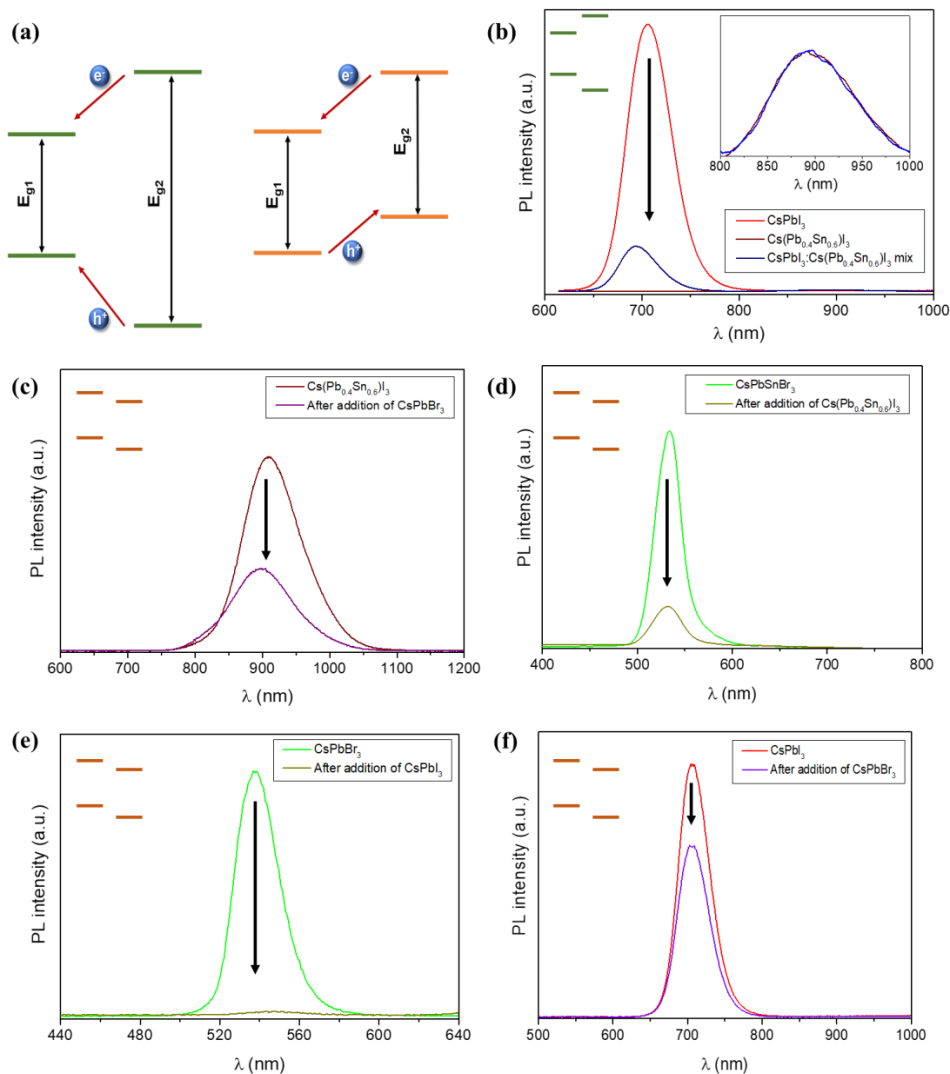 (a)
e⁻
h⁺
E_g1
E_g2
e⁻
h⁺
E_g1
E_g2
(b)
PL intensity (a.u.)
800 850 900 950 1000
λ (nm)
CsPbI₃
Cs(Pb₀.₄Sn₀.₆)I₃
CsPbI₃:Cs(Pb₀.₄Sn₀.₆)I₃ mix
600 700 800 900 1000
λ (nm)
(c)
Cs(Pb₀.₄Sn₀.₆)I₃
After addition of CsPbBr₃
PL intensity (a.u.)
600 700 800 900 1000 1100 1200
λ (nm)
(d)
CsPbSnBr₃
After addition of Cs(Pb₀.₄Sn₀.₆)I₃
PL intensity (a.u.)
400 500 600 700 800
λ (nm)
(e)
CsPbBr₃
After addition of CsPbI₃
PL intensity (a.u.)
440 480 520 560 600 640
λ (nm)
(f)
CsPbI₃
After addition of CsPbBr₃
PL intensity (a.u.)
500 600 700 800 900 1000
λ (nm)